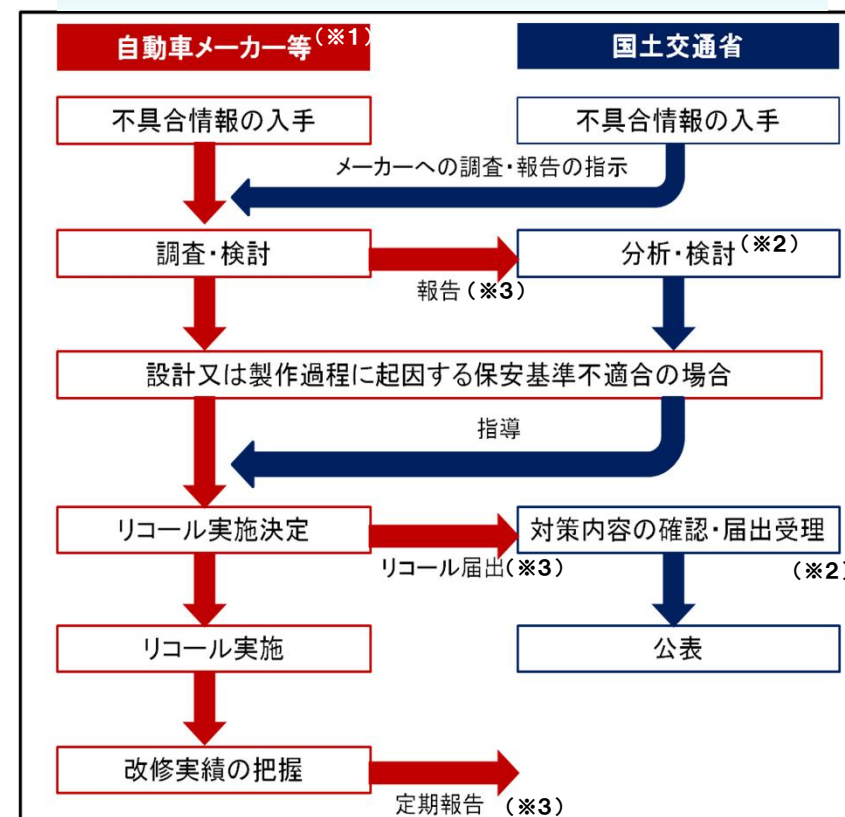 自動車メーカー等(※1)
国土交通省
不具合情報の入手
不具合情報の入手
メーカーへの調査・報告の指示
調査・検討
分析・検討(※2)
報告(※3)
設計又は製作過程に起因する保安基準不適合の場合
指導
リコール実施決定
対策内容の確認・届出受理
リコール届出(※3)
(※2)
リコール実施
公表
改修実績の把握
定期報告 (※3)